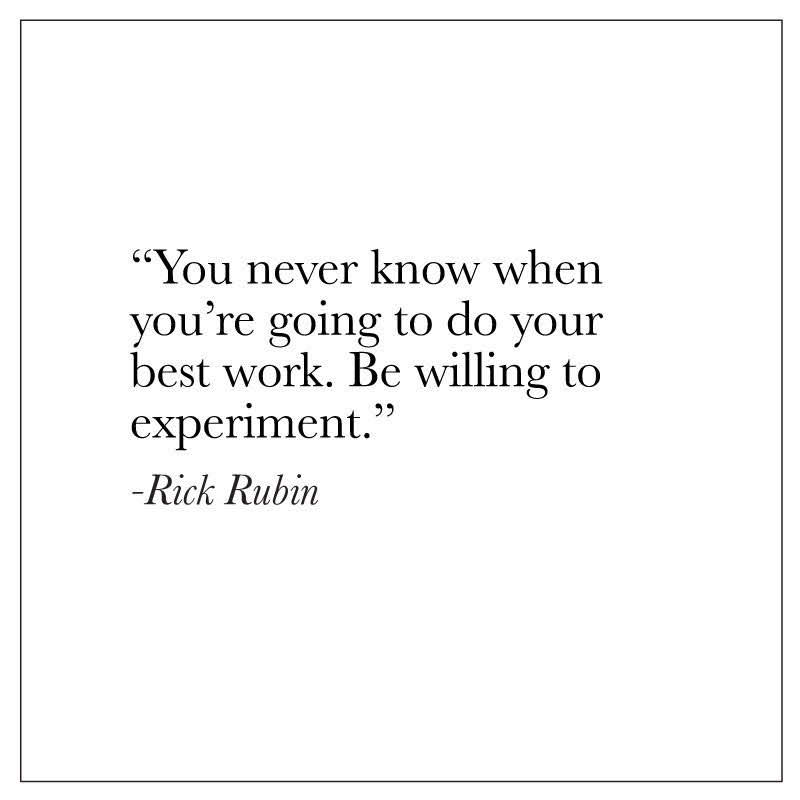 “You never know when
you’re going to do your
best work. Be willing to
experiment.”
-Rick Rubin